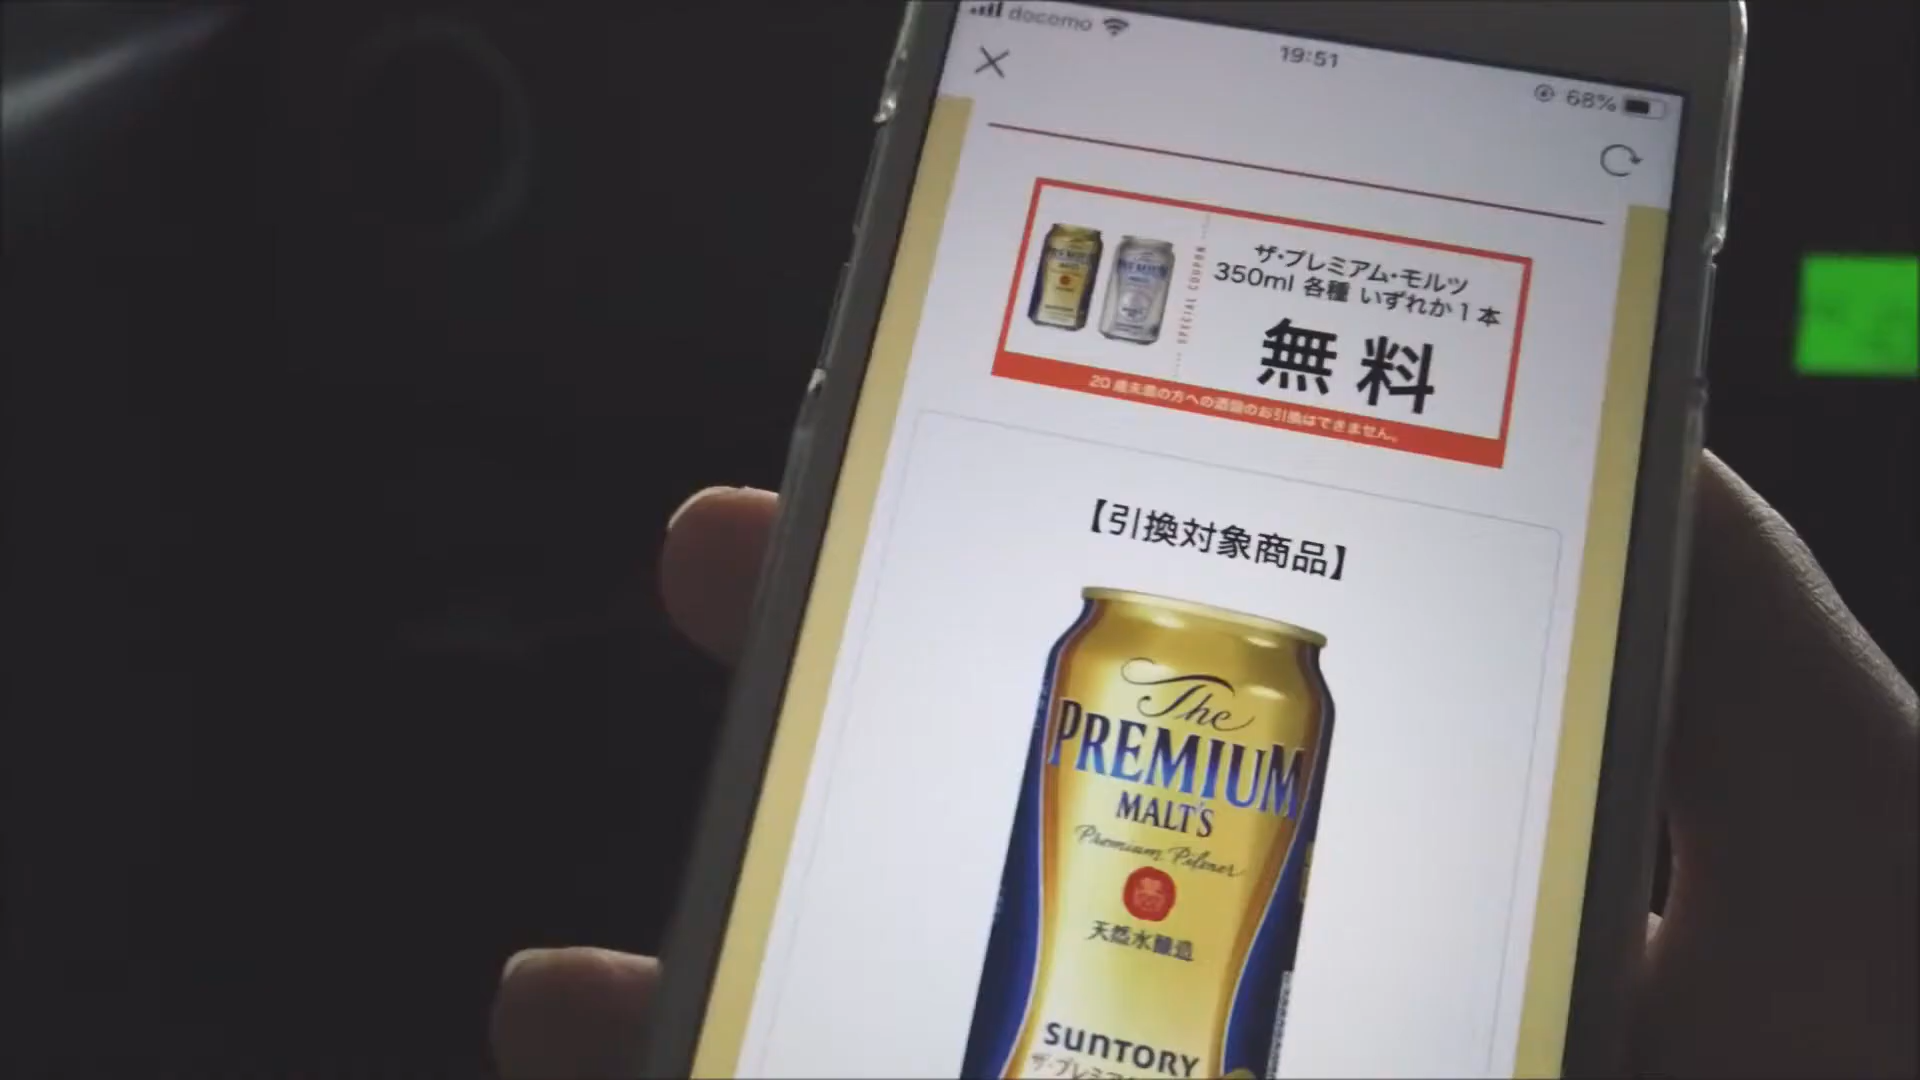 docomo
19:51
68%
ザ・プレミアム・モルツ
350ml 各種 いずれか1本
無料
SPECIAL COUPON
20歳未満の方への酒類のお引換はできません。
【引換対象商品】
The
PREMIUM
MALT'S
Premium Pilsner
天然水醸造
SUNTORY